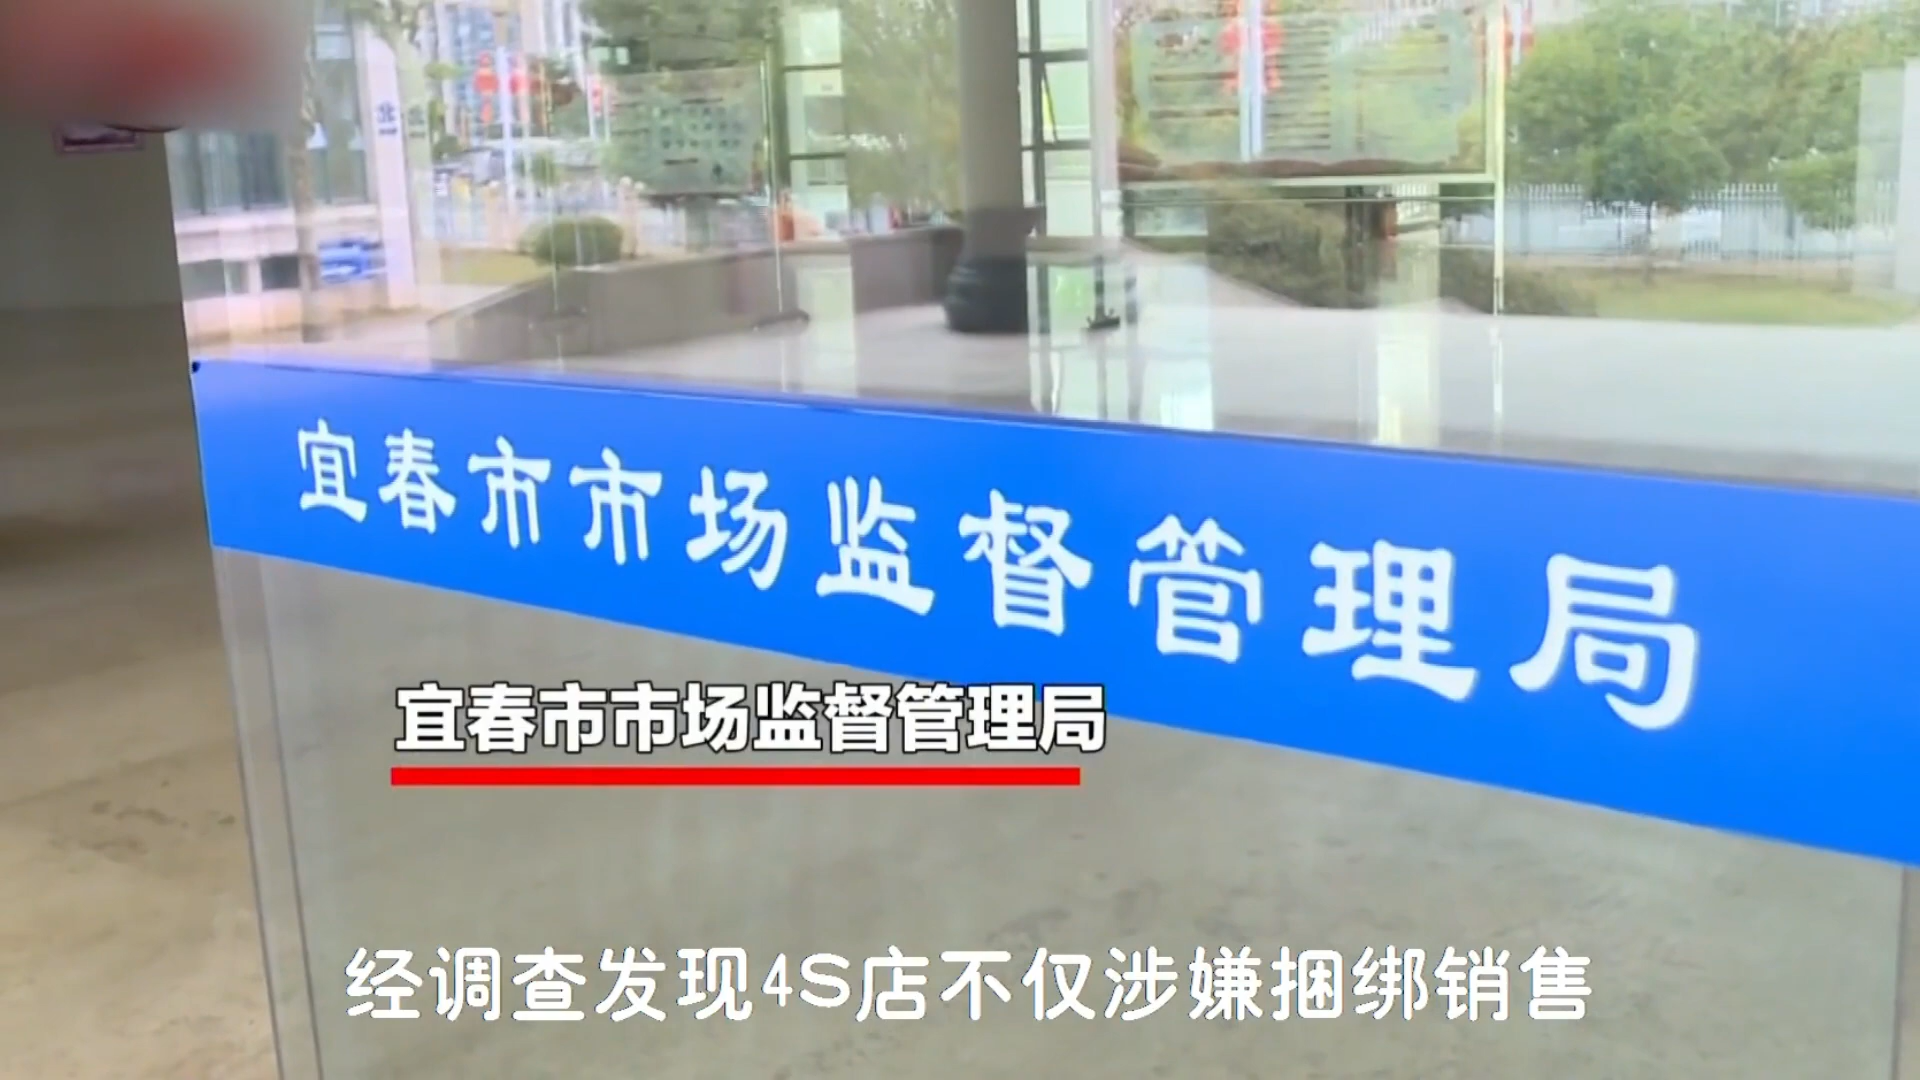 北
宜春市市场监督管理局
宜春市市场监督管理局
经调查发现4S店不仅涉嫌捆绑销售